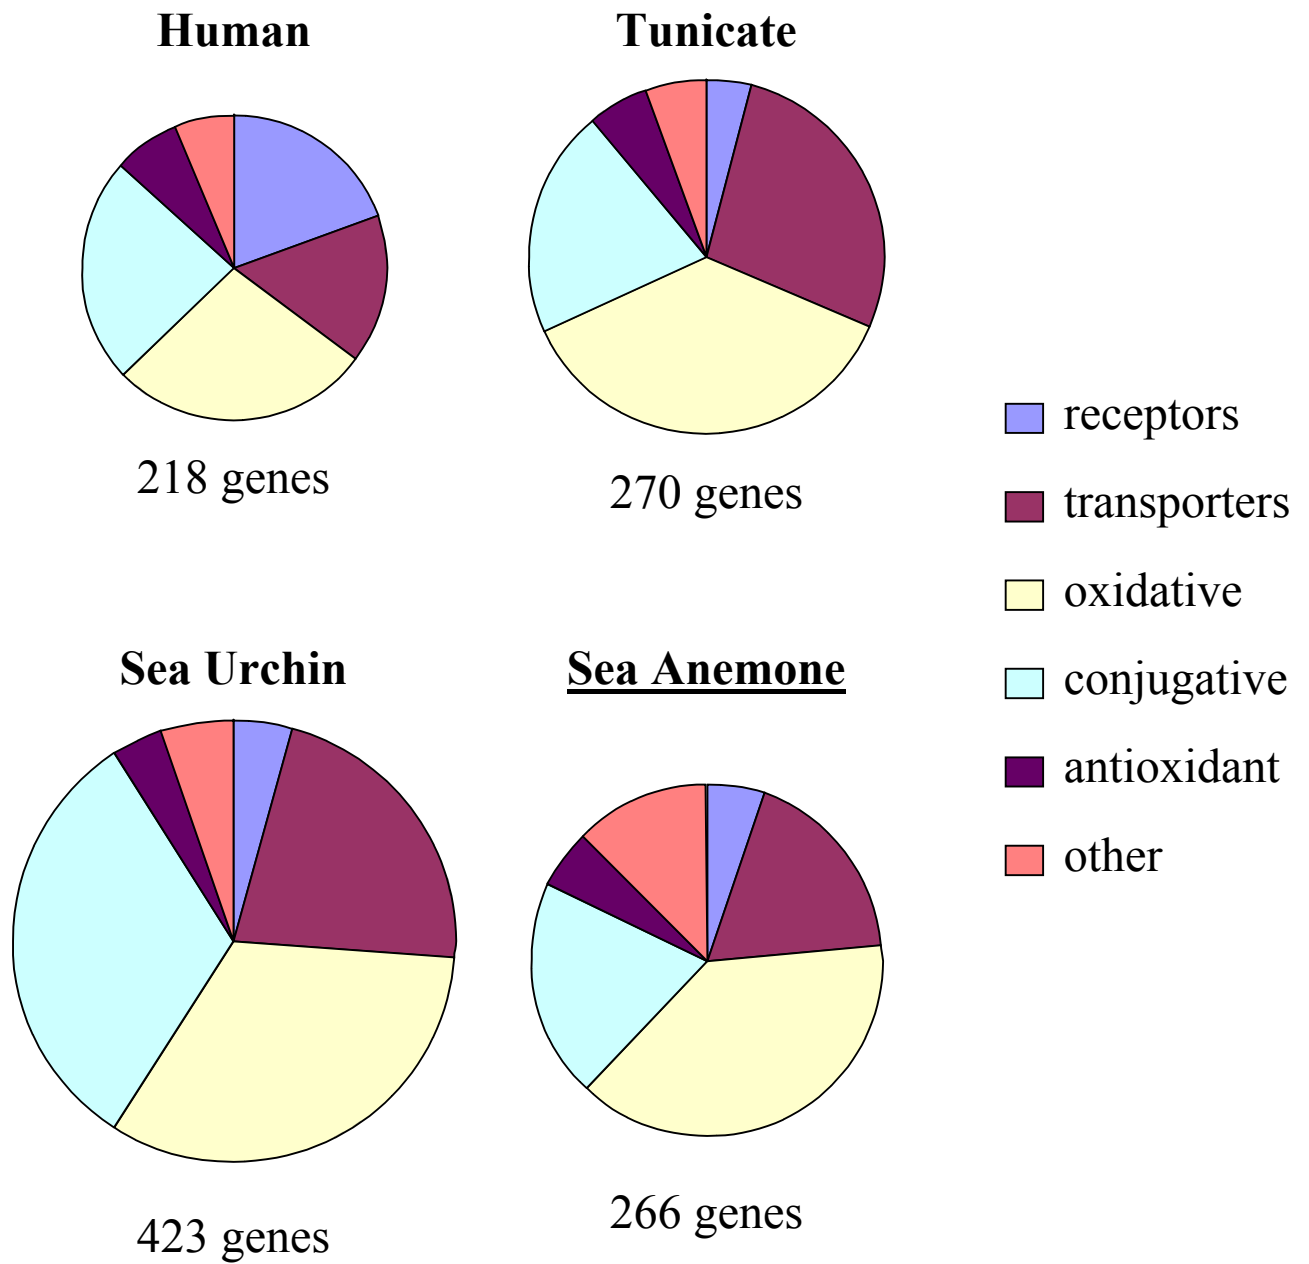 Human
Tunicate
218 genes
270 genes
receptors
transporters
oxidative
conjugative
antioxidant
other
Sea Urchin
Sea Anemone
423 genes
266 genes